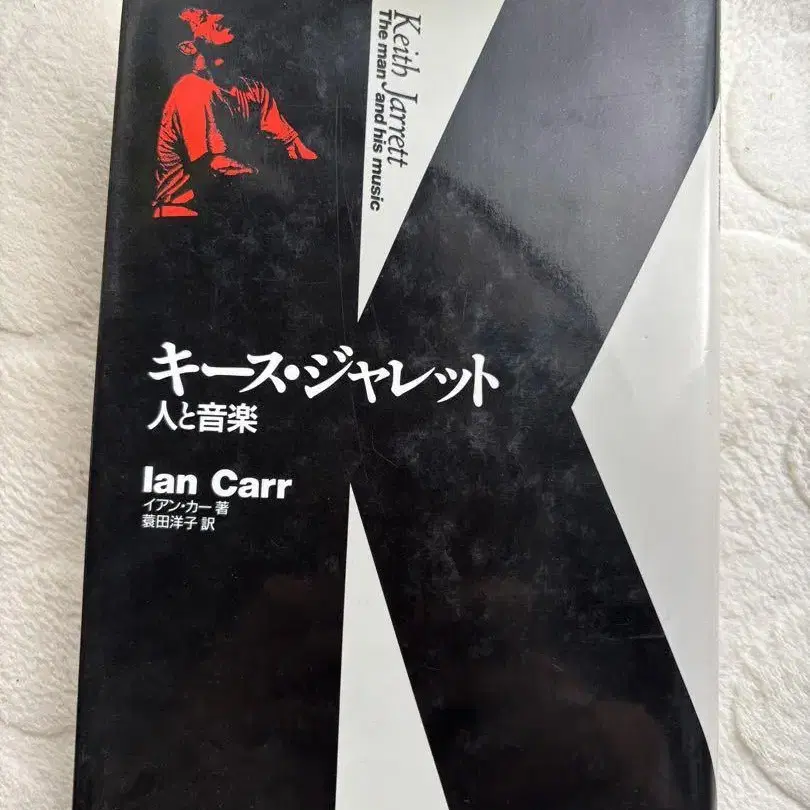 Keith Jarrett
The man and his music
キース・ジャレット
人と音楽
Ian Carr
イアン・カー 著
蓑田洋子 訳